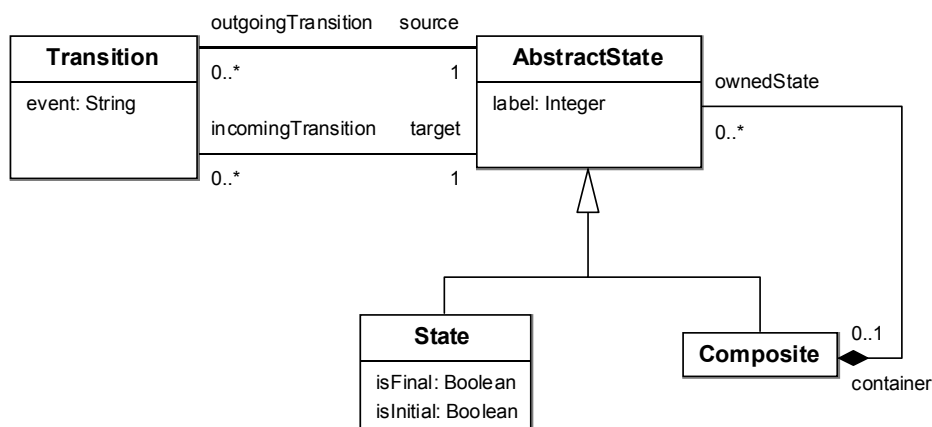 outgoingTransition source
Transition
AbstractState
0..* 1
ownedState
event: String
label: Integer
incomingTransition target
0..*
0..* 1
State
0..1
Composite
isFinal: Boolean
container
isInitial: Boolean